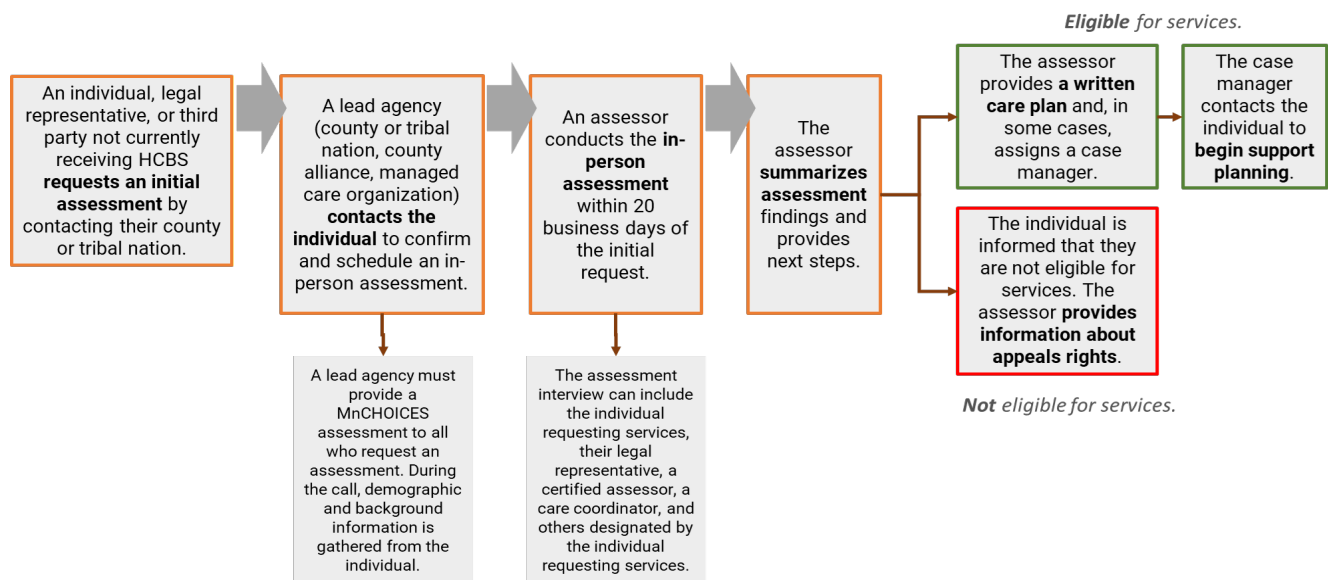 An individual, legal
representative, or third
party not currently
receiving HCBS
requests an initial
assessment by
contacting their county
or tribal nation.
A lead agency
(county or tribal
nation, county
alliance, managed
care organization)
contacts the
individual to confirm
and schedule an in-
person assessment.
A lead agency must
provide a
MnCHOICES
assessment to all
who request an
assessment. During
the call, demographic
and background
information is
gathered from the
individual.
An assessor
conducts the in-
person
assessment
within 20
business days of
the initial
request.
The assessment
interview can include
the individual
requesting services,
their legal
representative, a
certified assessor, a
care coordinator, and
others designated by
the individual
requesting services.
The
assessor
summarizes
assessment
findings and
provides
next steps.
Eligible for services.
The assessor
provides a written
care plan and, in
some cases,
assigns a case
manager.
The case
manager
contacts the
individual to
begin support
planning.
The individual is
informed that they
are not eligible for
services. The
assessor provides
information about
appeals rights.
Not eligible for services.